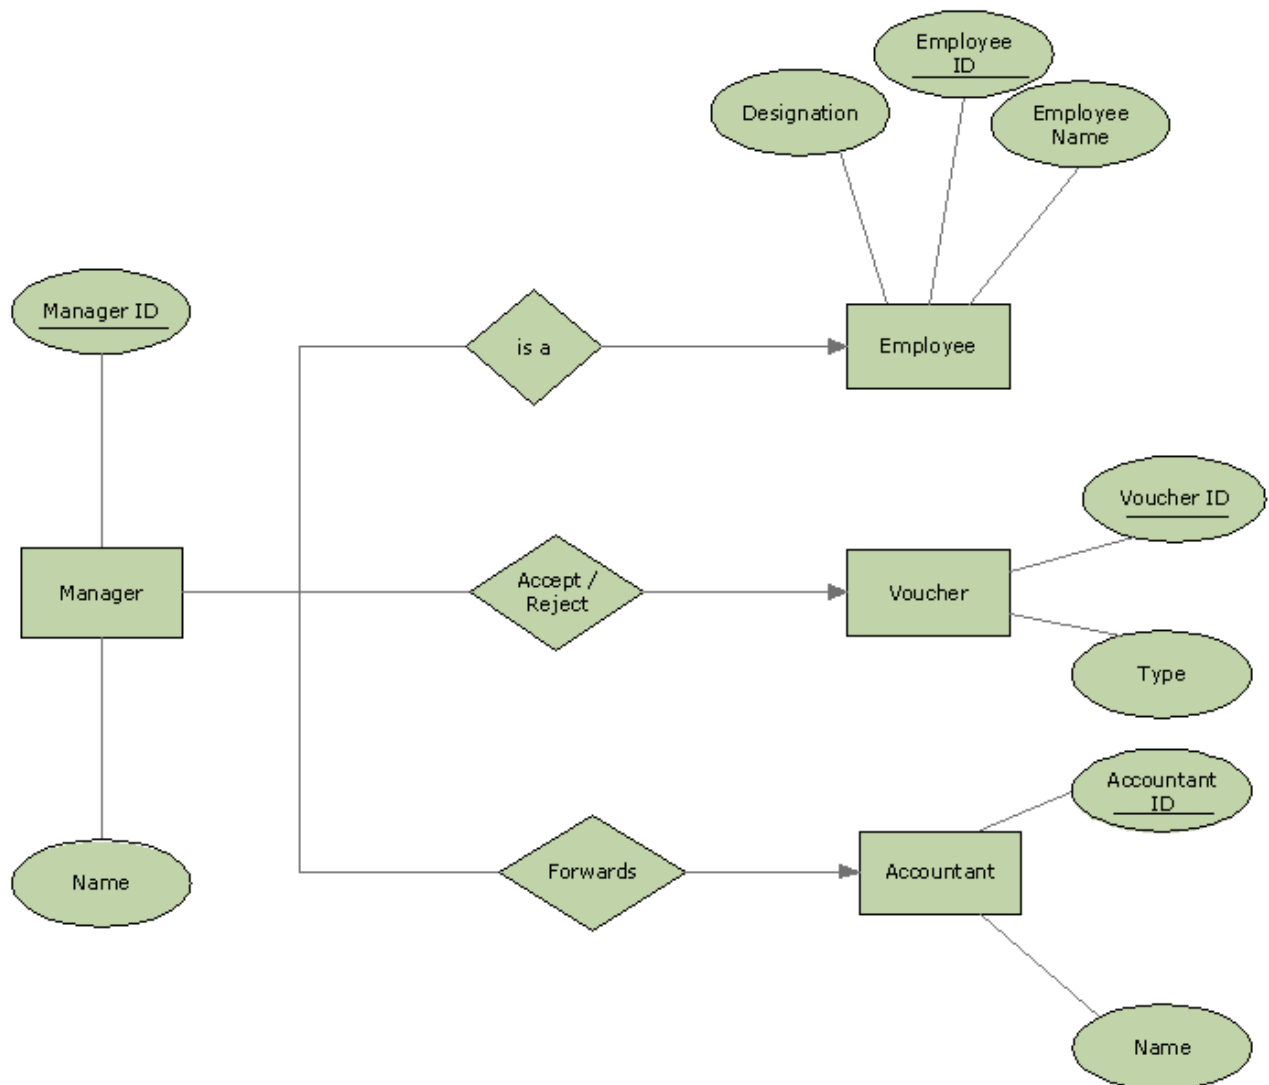 Employee
ID
Designation
Employee
Name
Manager ID
is a
Employee
Voucher ID
Accept /
Reject
Manager
Voucher
Type
Accountant
ID
Forwards
Accountant
Name
Name